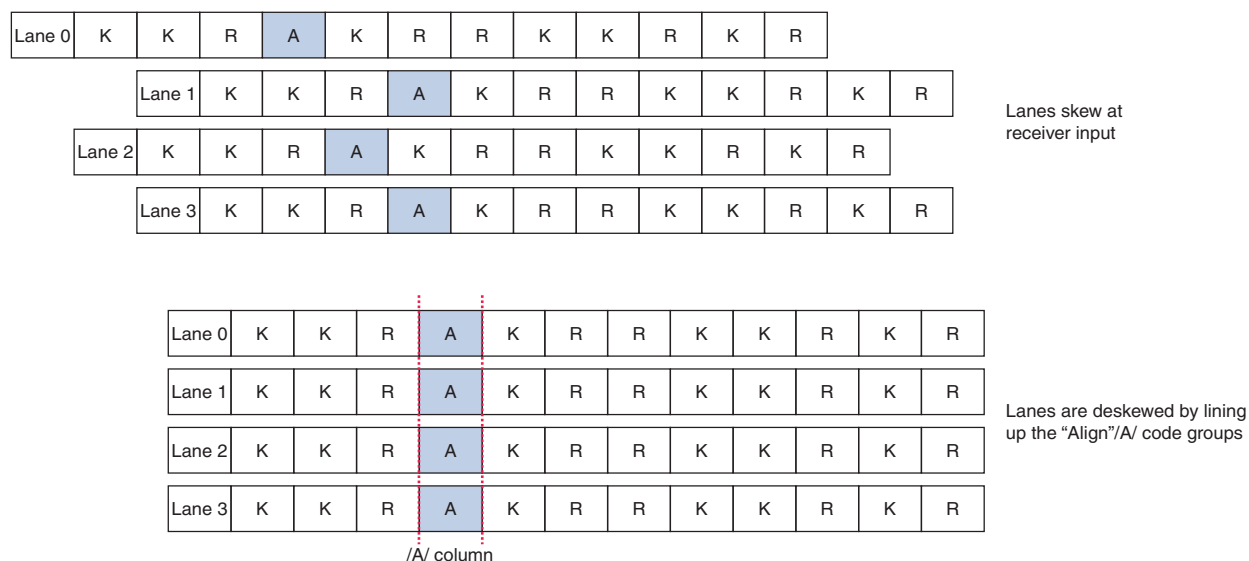 Lane 0 K K R A K R R K K R K R
Lane 1 K K R A K R R K K R K R
Lane 2 K K R A K R R K K R K R
Lane 3 K K R A K R R K K R K R
Lanes skew at
receiver input
Lane 0 K K R A K R R K K R K R
Lane 1 K K R A K R R K K R K R
Lane 2 K K R A K R R K K R K R
Lane 3 K K R A K R R K K R K R
/A/ column
Lanes are deskewed by lining
up the “Align”/A/ code groups